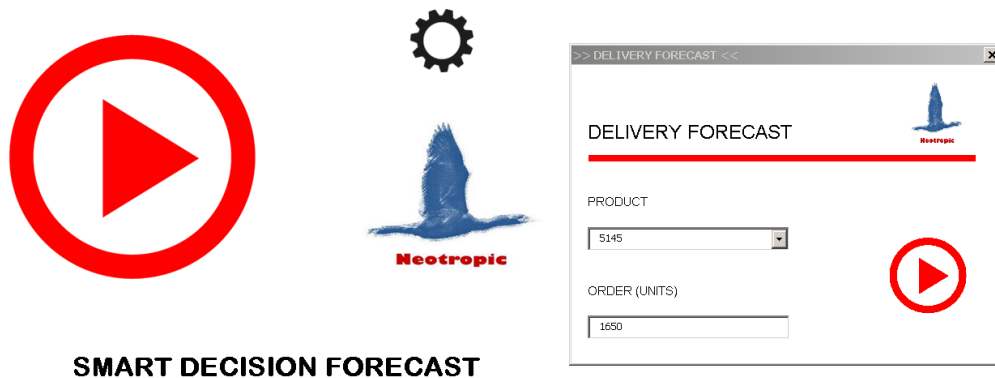 Neotropic
SMART DECISION FORECAST
>> DELIVERY FORECAST <<
DELIVERY FORECAST
Neotropic
PRODUCT
5145
ORDER (UNITS)
1650